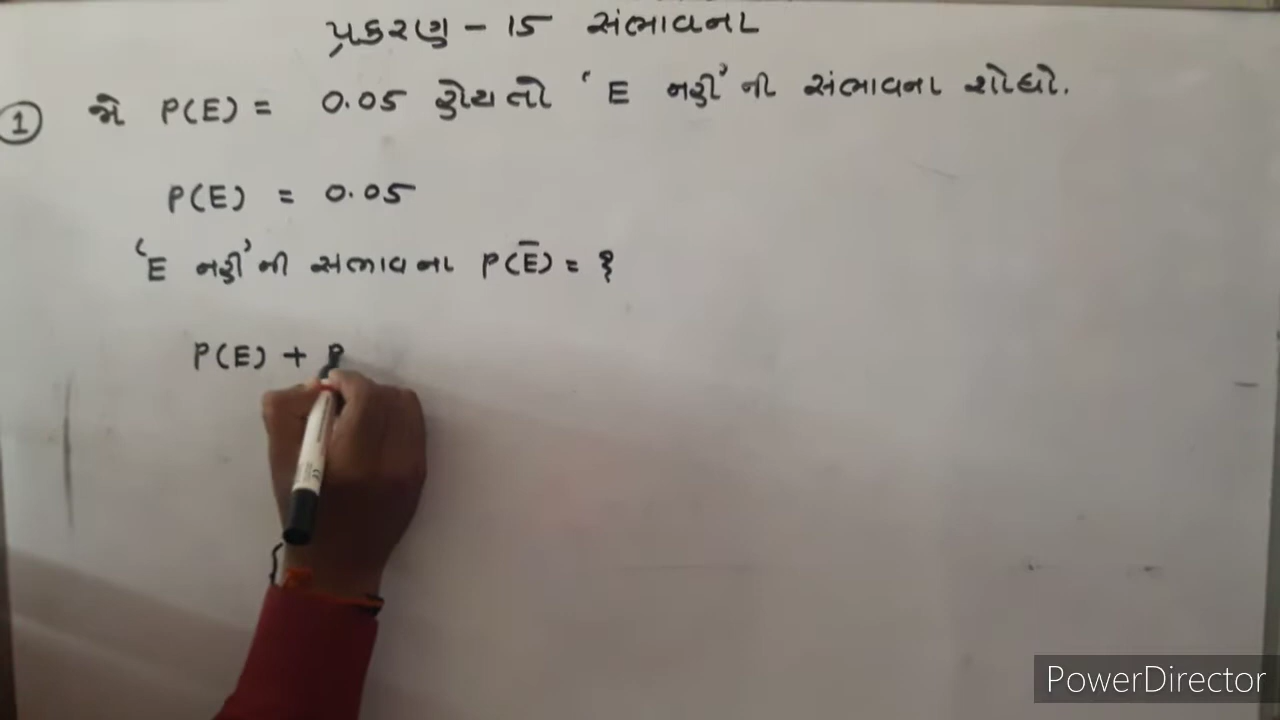 પ્રકરણ - 15 સંભાવના
① જો P(E) = 0.05 હોય તો 'E નહીં' ની સંભાવના શોધો.
P(E) = 0.05
'E નહીં' ની સંભાવના P(E̅) = ?
P(E) + P
PowerDirector